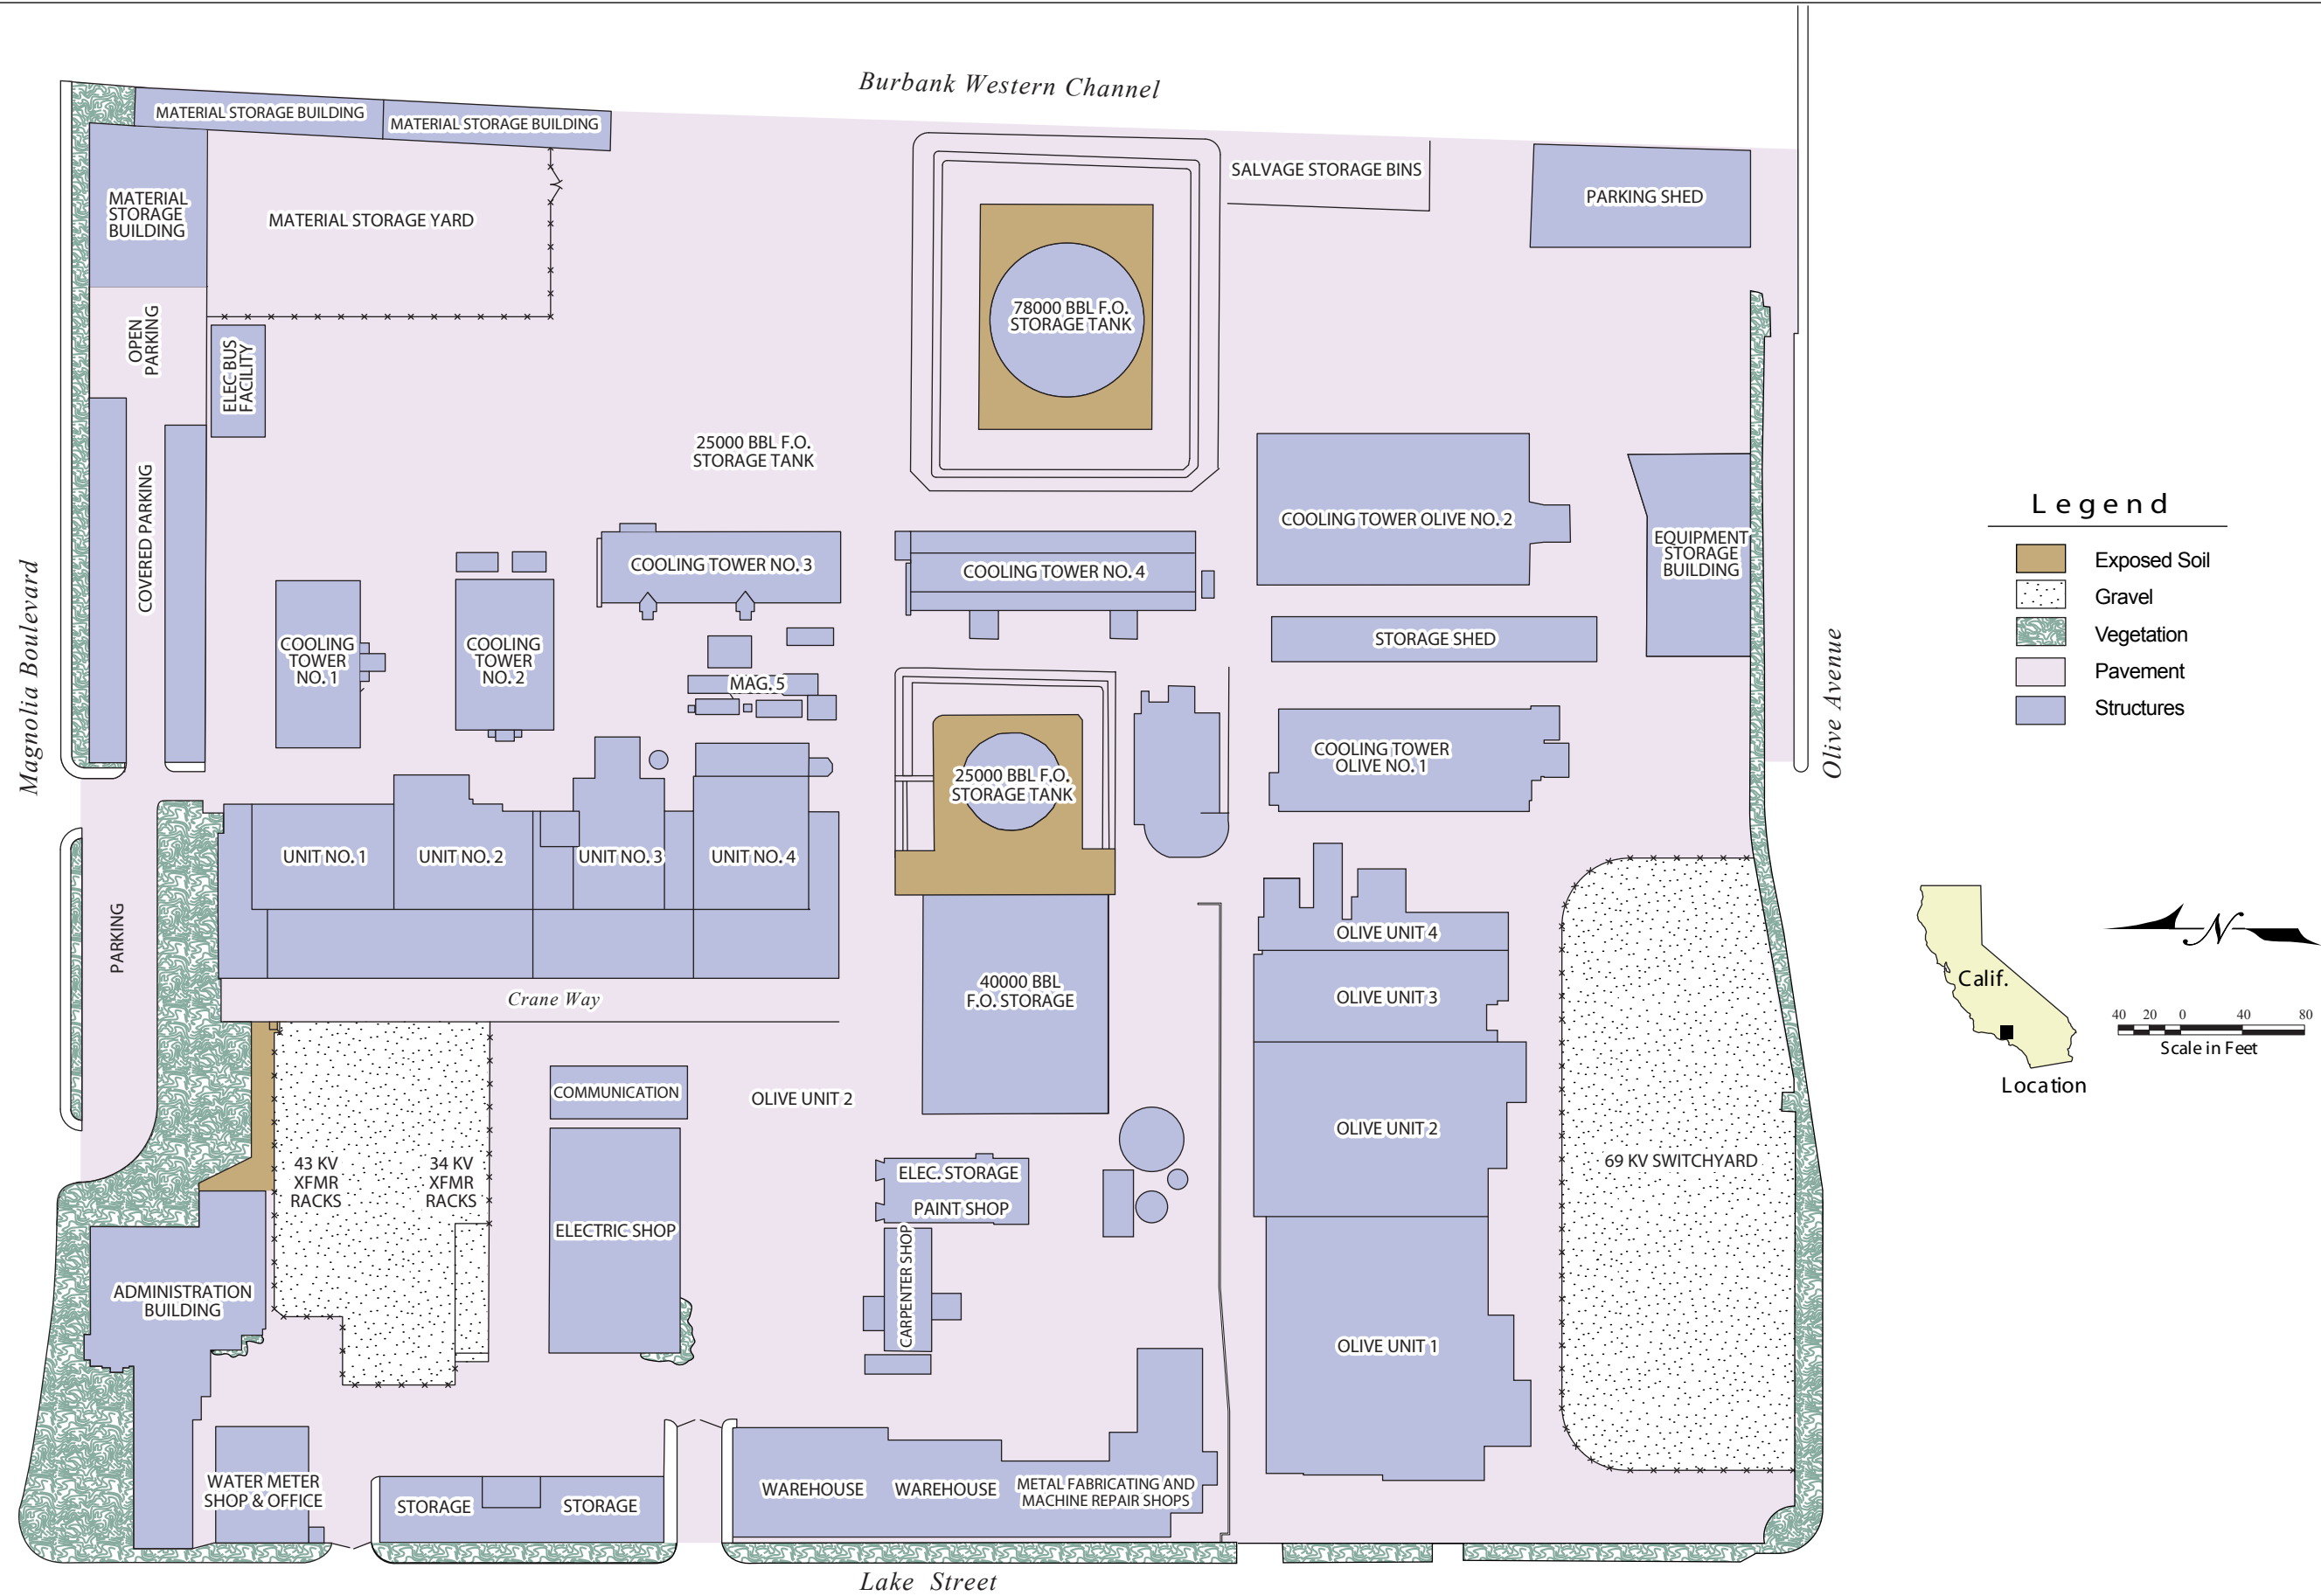 Burbank Western Channel
MATERIAL STORAGE BUILDING
MATERIAL STORAGE BUILDING
MATERIAL
STORAGE
BUILDING
MATERIAL STORAGE YARD
SALVAGE STORAGE BINS
PARKING SHED
OPEN
PARKING
ELEC BUS
FACILITY
78000 BBL F.O.
STORAGE TANK
25000 BBL F.O.
STORAGE TANK
COVERED PARKING
Magnolia Boulevard
COOLING TOWER NO. 3
COOLING TOWER NO. 4
COOLING TOWER OLIVE NO. 2
EQUIPMENT
STORAGE
BUILDING
COOLING
TOWER
NO. 1
COOLING
TOWER
NO. 2
MAG. 5
STORAGE SHED
Olive Avenue
COOLING TOWER
OLIVE NO. 1
25000 BBL F.O.
STORAGE TANK
UNIT NO. 1
UNIT NO. 2
UNIT NO. 3
UNIT NO. 4
PARKING
Crane Way
40000 BBL
F.O. STORAGE
OLIVE UNIT 4
OLIVE UNIT 3
OLIVE UNIT 2
OLIVE UNIT 1
COMMUNICATION
OLIVE UNIT 2
43 KV
XFMR
RACKS
34 KV
XFMR
RACKS
ELECTRIC SHOP
ELEC. STORAGE
PAINT SHOP
CARPENTER SHOP
69 KV SWITCHYARD
ADMINISTRATION
BUILDING
WATER METER
SHOP & OFFICE
STORAGE
STORAGE
WAREHOUSE
WAREHOUSE
METAL FABRICATING AND
MACHINE REPAIR SHOPS
Lake Street
Legend
Exposed Soil
Gravel
Vegetation
Pavement
Structures
Calif.
Location
N
40 20 0 40 80
Scale in Feet